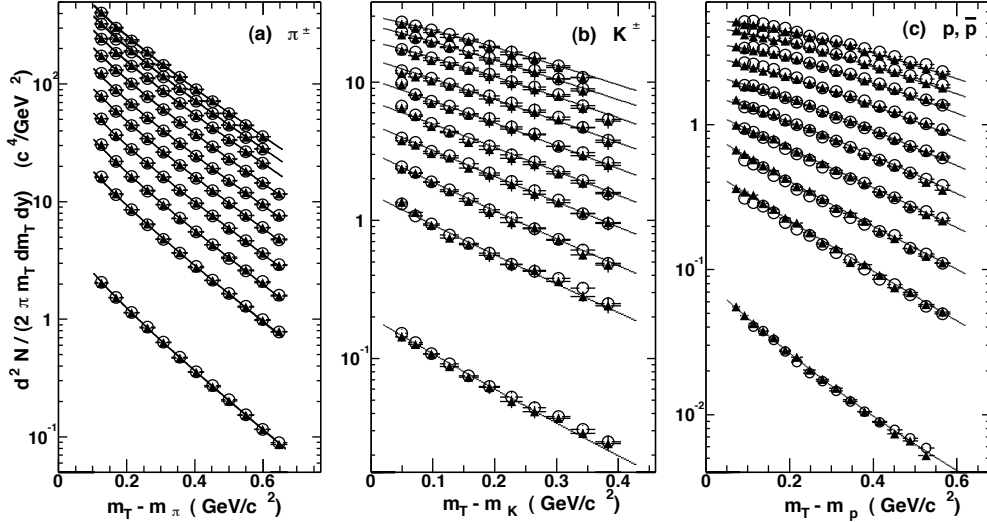 d² N / (2 π m_T dm_T dy) (c⁴/GeV²)
(a) π ±
10²
10
1
10⁻¹
0 0.2 0.4 0.6
m_T - m_π ( GeV/c² )
(b) K ±
10
1
10⁻¹
0 0.1 0.2 0.3 0.4
m_T - m_K ( GeV/c² )
(c) p, p̅
1
10⁻¹
10⁻²
0 0.2 0.4 0.6
m_T - m_p ( GeV/c² )